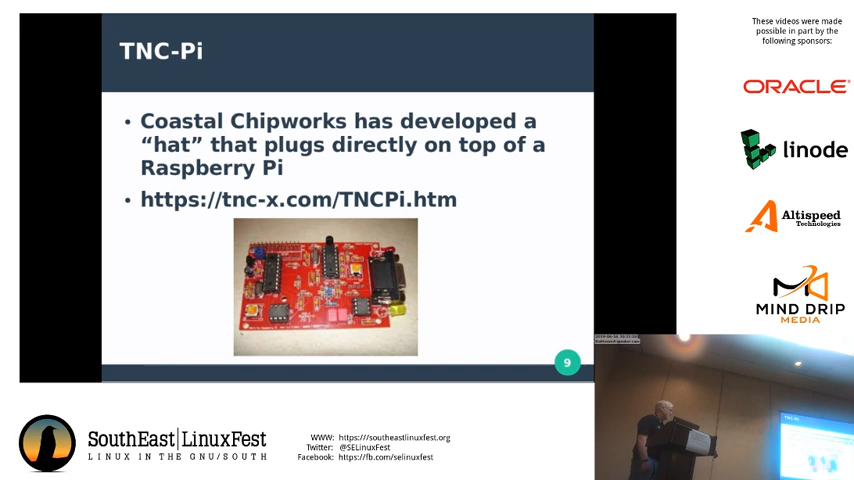 TNC-Pi
• Coastal Chipworks has developed a
“hat” that plugs directly on top of a
Raspberry Pi
• https://tnc-x.com/TNCPi.htm
9
These videos were made
possible in part by the
following sponsors:
ORACLE®
linode
Altispeed
Technologies
MIND DRIP
MEDIA
SouthEast|LinuxFest
LINUX IN THE GNU/SOUTH
WWW: https:///southeastlinuxfest.org
Twitter: @SELinuxFest
Facebook: https://fb.com/selinuxfest
TNC-Pi